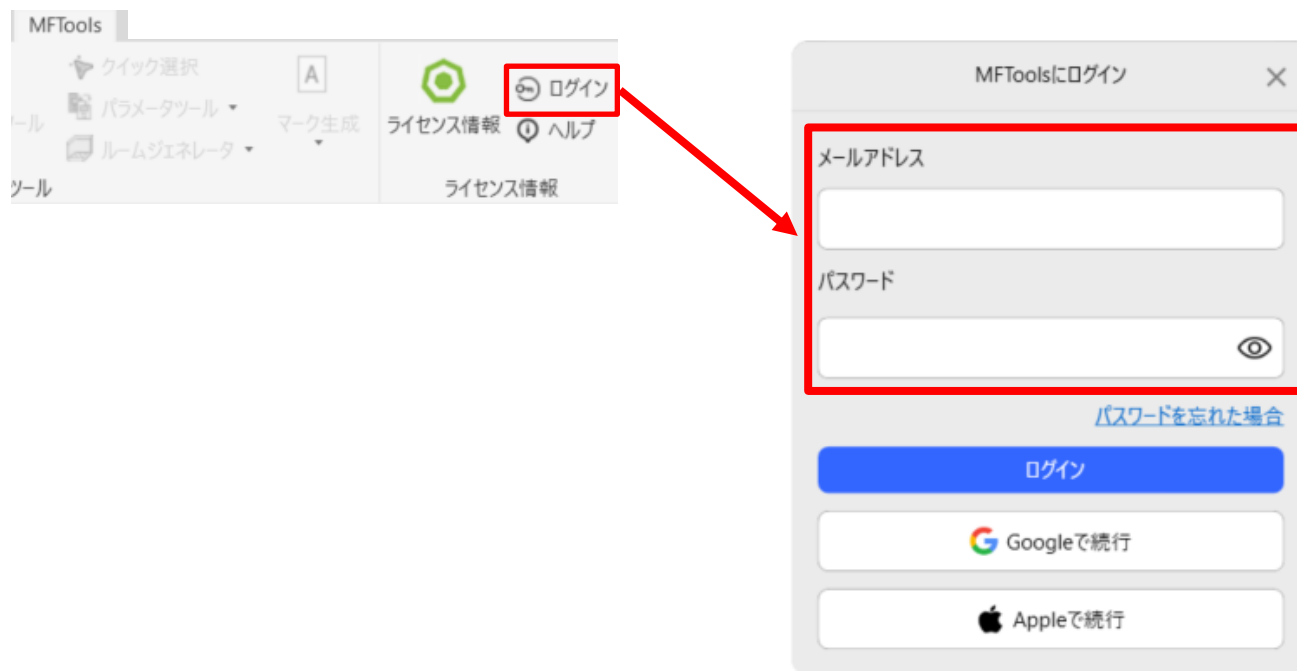 MFTools
クイック選択
パラメータツール
ール
ルームジェネレータ
マーク生成
ライセンス情報
ログイン
ヘルプ
ツール
ライセンス情報
MFToolsにログイン
メールアドレス
パスワード
パスワードを忘れた場合
ログイン
Googleで続行
Appleで続行